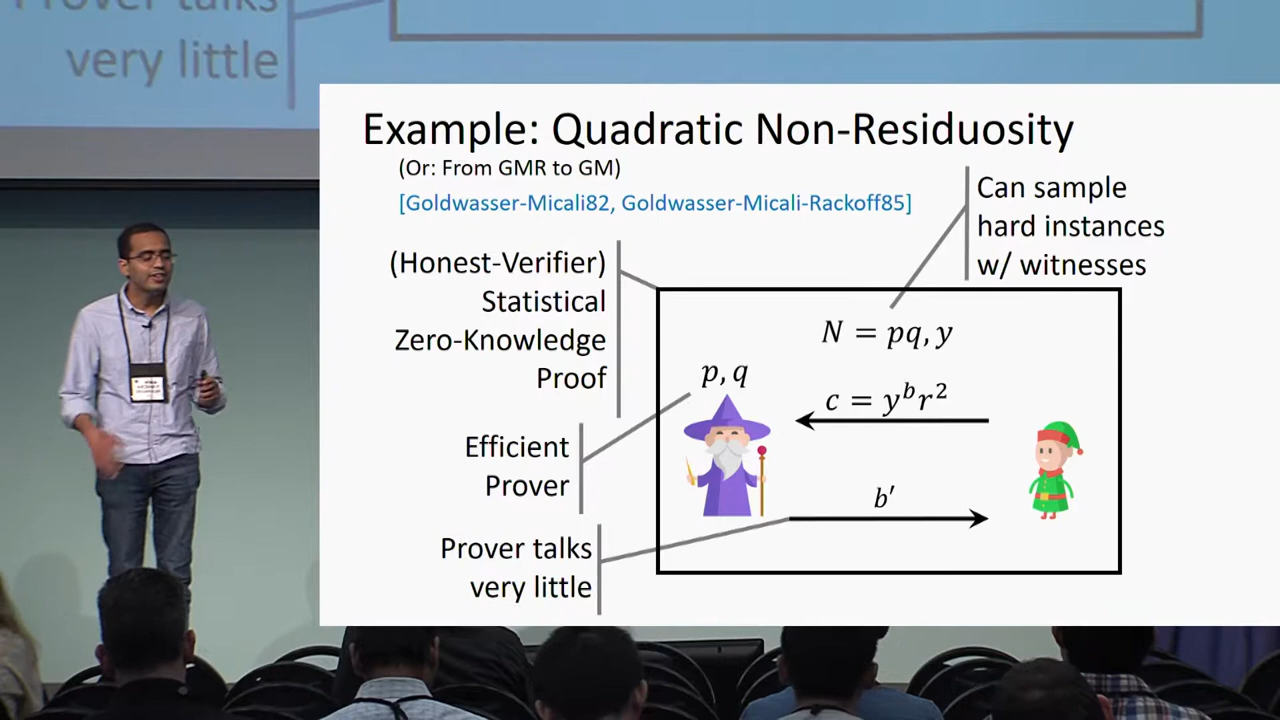 Prover talks
very little
Example: Quadratic Non-Residuosity
(Or: From GMR to GM)
[Goldwasser-Micali82, Goldwasser-Micali-Rackoff85]
Can sample
hard instances
w/ witnesses
(Honest-Verifier)
Statistical
Zero-Knowledge
Proof
N = pq, y
p, q
c = y^b r^2
Efficient
Prover
b′
Prover talks
very little